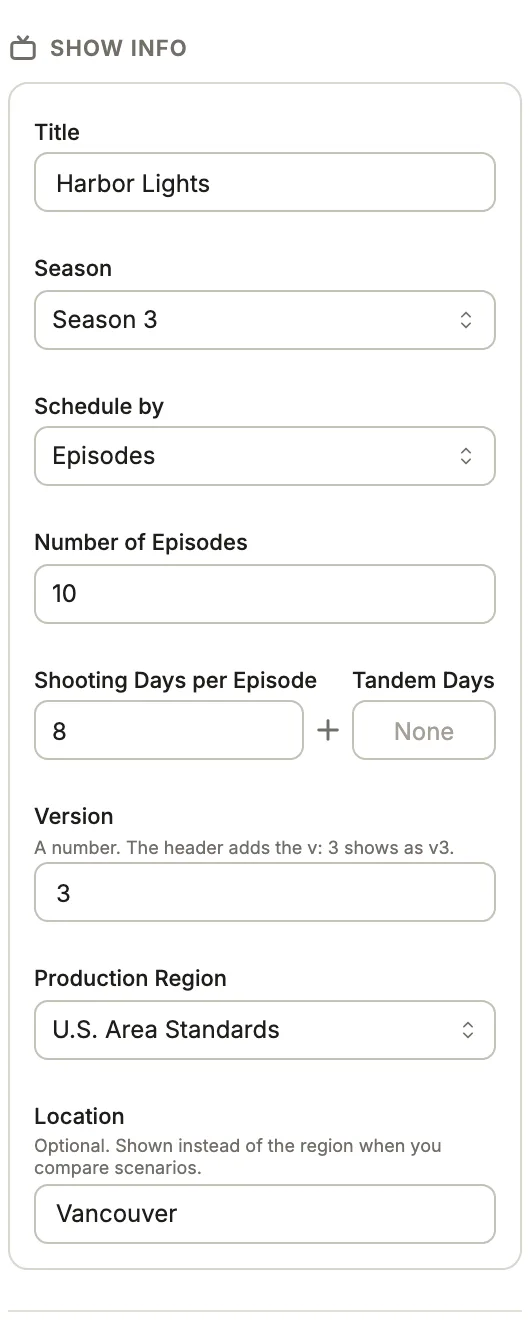 SHOW INFO
Title
Harbor Lights
Season
Season 3
Schedule by
Episodes
Number of Episodes
10
Shooting Days per Episode
Tandem Days
8
+
None
Version
A number. The header adds the v: 3 shows as v3.
3
Production Region
U.S. Area Standards
Location
Optional. Shown instead of the region when you
compare scenarios.
Vancouver